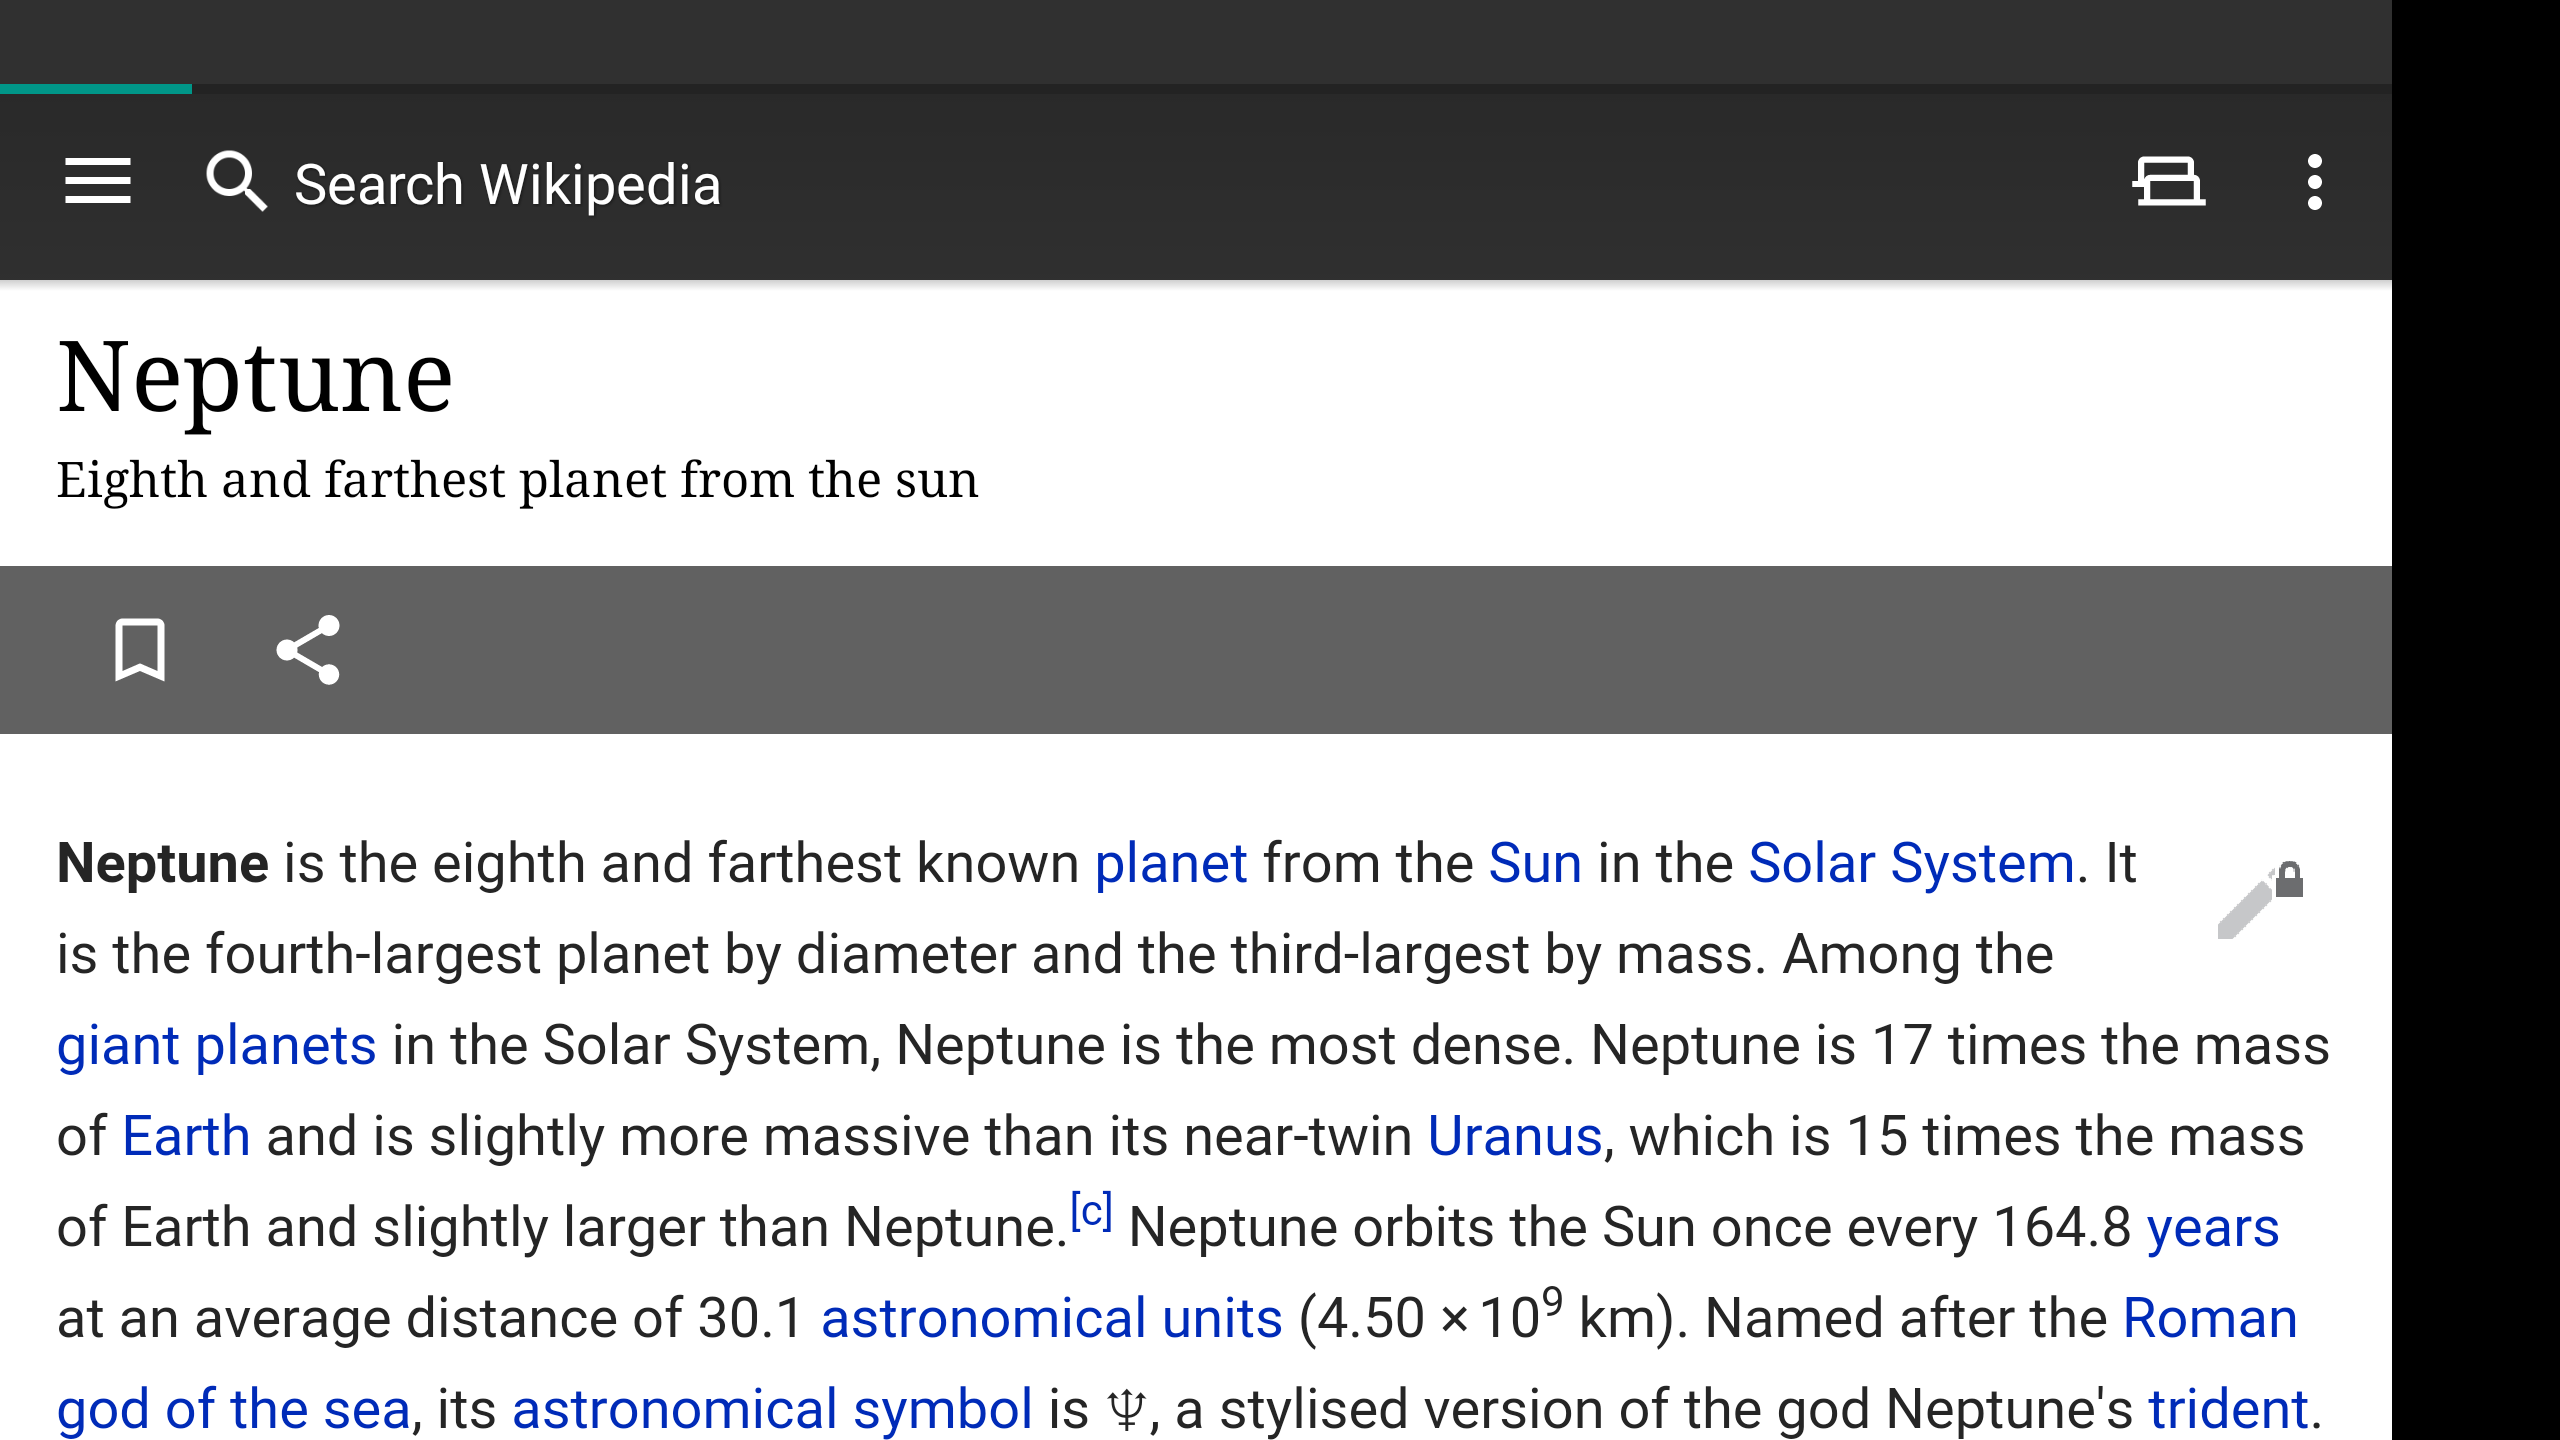 Search Wikipedia
Neptune
Eighth and farthest planet from the sun
Neptune is the eighth and farthest known planet from the Sun in the Solar System. It
is the fourth-largest planet by diameter and the third-largest by mass. Among the
giant planets in the Solar System, Neptune is the most dense. Neptune is 17 times the mass
of Earth and is slightly more massive than its near-twin Uranus, which is 15 times the mass
of Earth and slightly larger than Neptune.[c] Neptune orbits the Sun once every 164.8 years
at an average distance of 30.1 astronomical units (4.50 × 10⁹ km). Named after the Roman
god of the sea, its astronomical symbol is ♆, a stylised version of the god Neptune's trident.